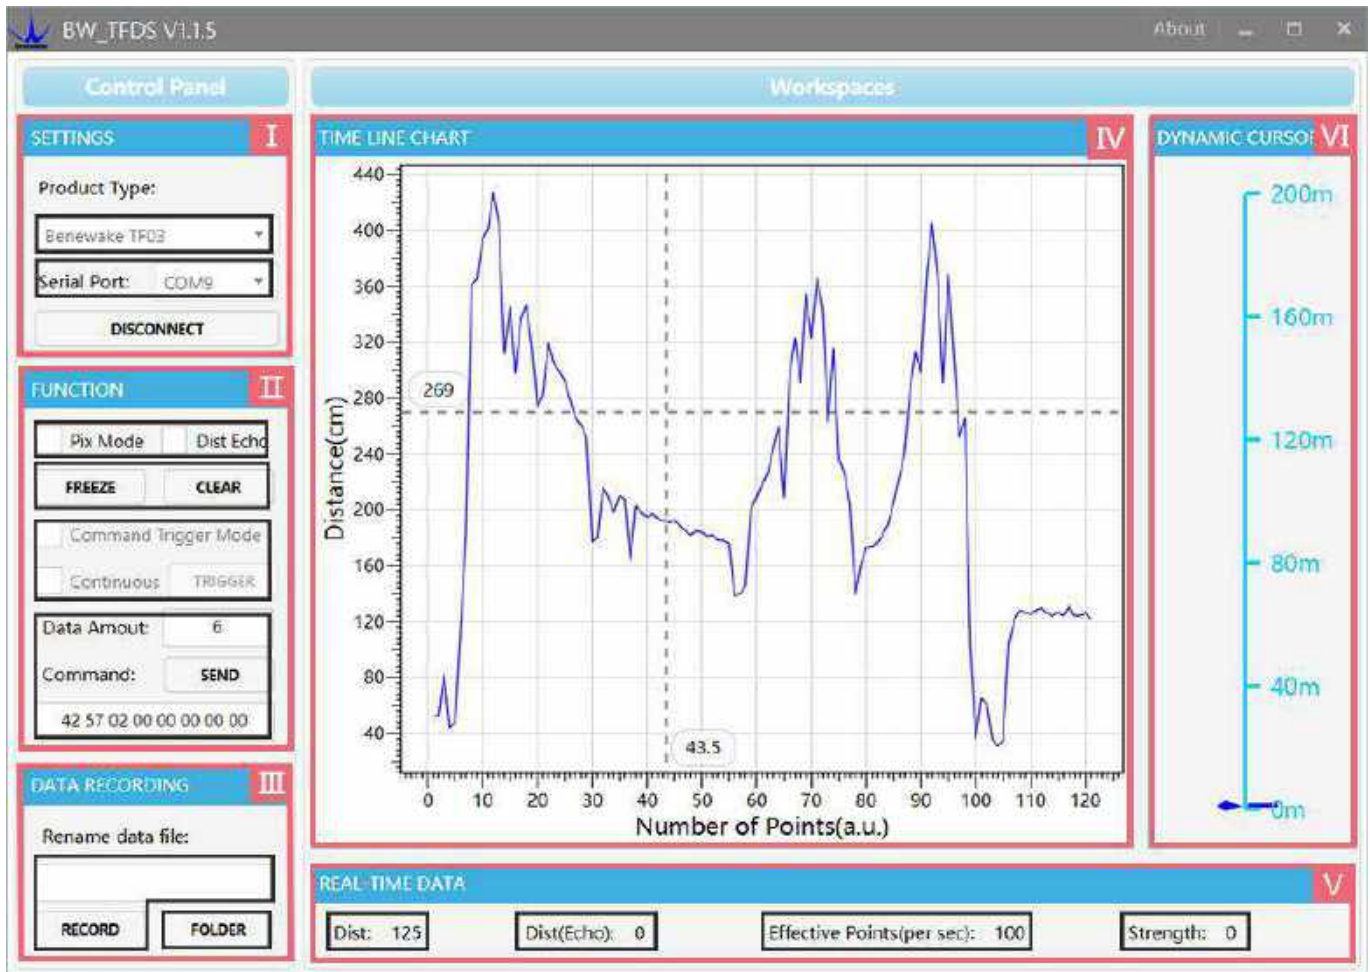 BW_TFDS V1.1.5
About
Control Panel
Workspaces
SETTINGS I
Product Type:
Benewake TF03
Serial Port: COM9
DISCONNECT
FUNCTION II
Pix Mode Dist Echo
FREEZE CLEAR
Command Trigger Mode
Continuous TRIGGER
Data Amout: 6
Command: SEND
42 57 02 00 00 00 00 00
DATA RECORDING III
Rename data file:
RECORD FOLDER
TIME LINE CHART IV
440
400
360
320
280
240
200
160
120
80
40
Distance(cm)
269
43.5
0 10 20 30 40 50 60 70 80 90 100 110 120
Number of Points(a.u.)
DYNAMIC CURSOR VI
200m
160m
120m
80m
40m
0m
REAL-TIME DATA V
Dist: 125 Dist(Echo): 0 Effective Points(per sec): 100 Strength: 0